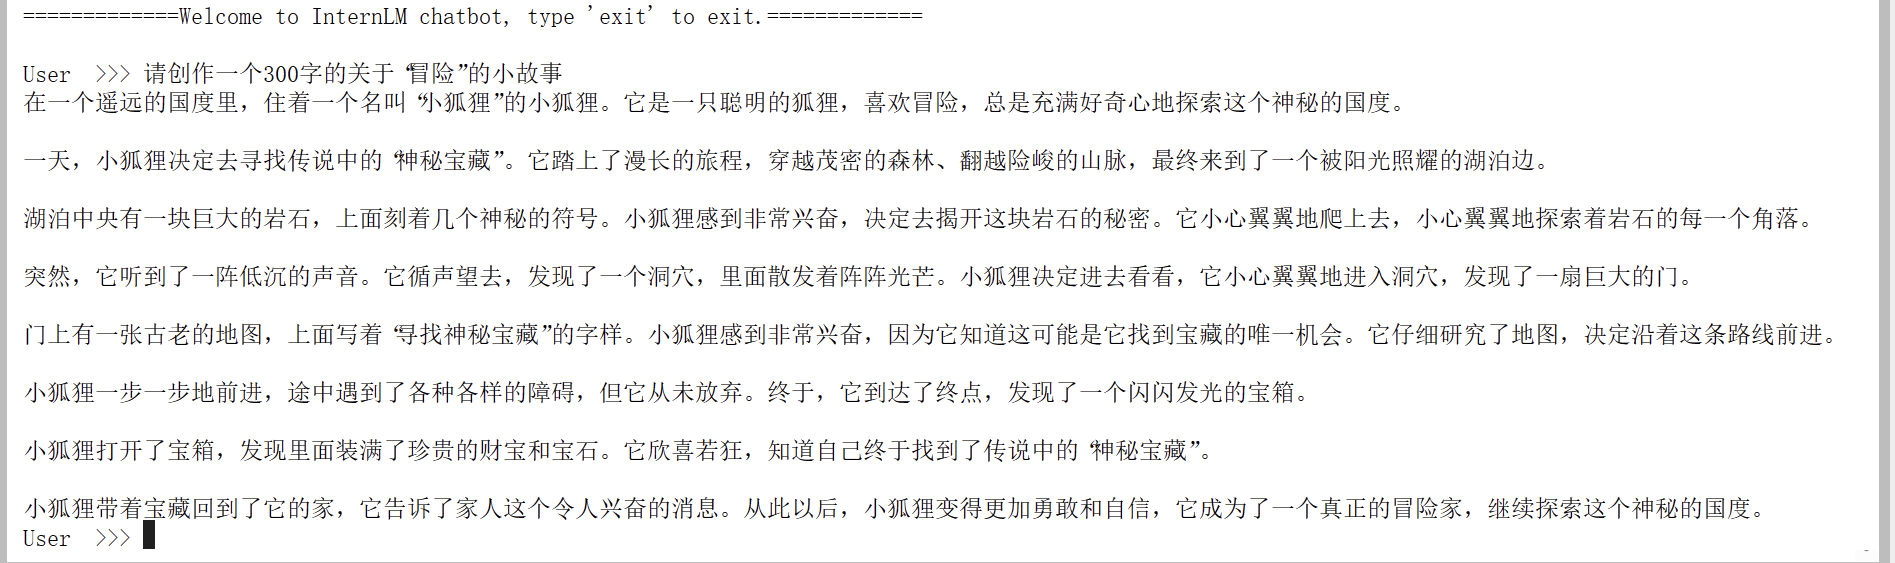 =============Welcome to InternLM chatbot, type 'exit' to exit.=============
User >>> 请创作一个300字的关于“冒险”的小故事
在一个遥远的国度里，住着一个名叫“小狐狸”的小狐狸。它是一只聪明的狐狸，喜欢冒险，总是充满好奇心地探索这个神秘的国度。
一天，小狐狸决定去寻找传说中的“神秘宝藏”。它踏上了漫长的旅程，穿越茂密的森林、翻越险峻的山脉，最终来到了一个被阳光照耀的湖泊边。
湖泊中央有一块巨大的岩石，上面刻着几个神秘的符号。小狐狸感到非常兴奋，决定去揭开这块岩石的秘密。它小心翼翼地爬上去，小心翼翼地探索着岩石的每一个角落。
突然，它听到了一阵低沉的声音。它循声望去，发现了一个洞穴，里面散发着阵阵光芒。小狐狸决定进去看看，它小心翼翼地进入洞穴，发现了一扇巨大的门。
门上有一张古老的地图，上面写着“寻找神秘宝藏”的字样。小狐狸感到非常兴奋，因为它知道这可能是它找到宝藏的唯一机会。它仔细研究了地图，决定沿着这条路线前进。
小狐狸一步一步地前进，途中遇到了各种各样的障碍，但它从未放弃。终于，它到达了终点，发现了一个闪闪发光的宝箱。
小狐狸打开了宝箱，发现里面装满了珍贵的财宝和宝石。它欣喜若狂，知道自己终于找到了传说中的“神秘宝藏”。
小狐狸带着宝藏回到了它的家，它告诉了家人这个令人兴奋的消息。从此以后，小狐狸变得更加勇敢和自信，它成为了一个真正的冒险家，继续探索这个神秘的国度。
User >>>